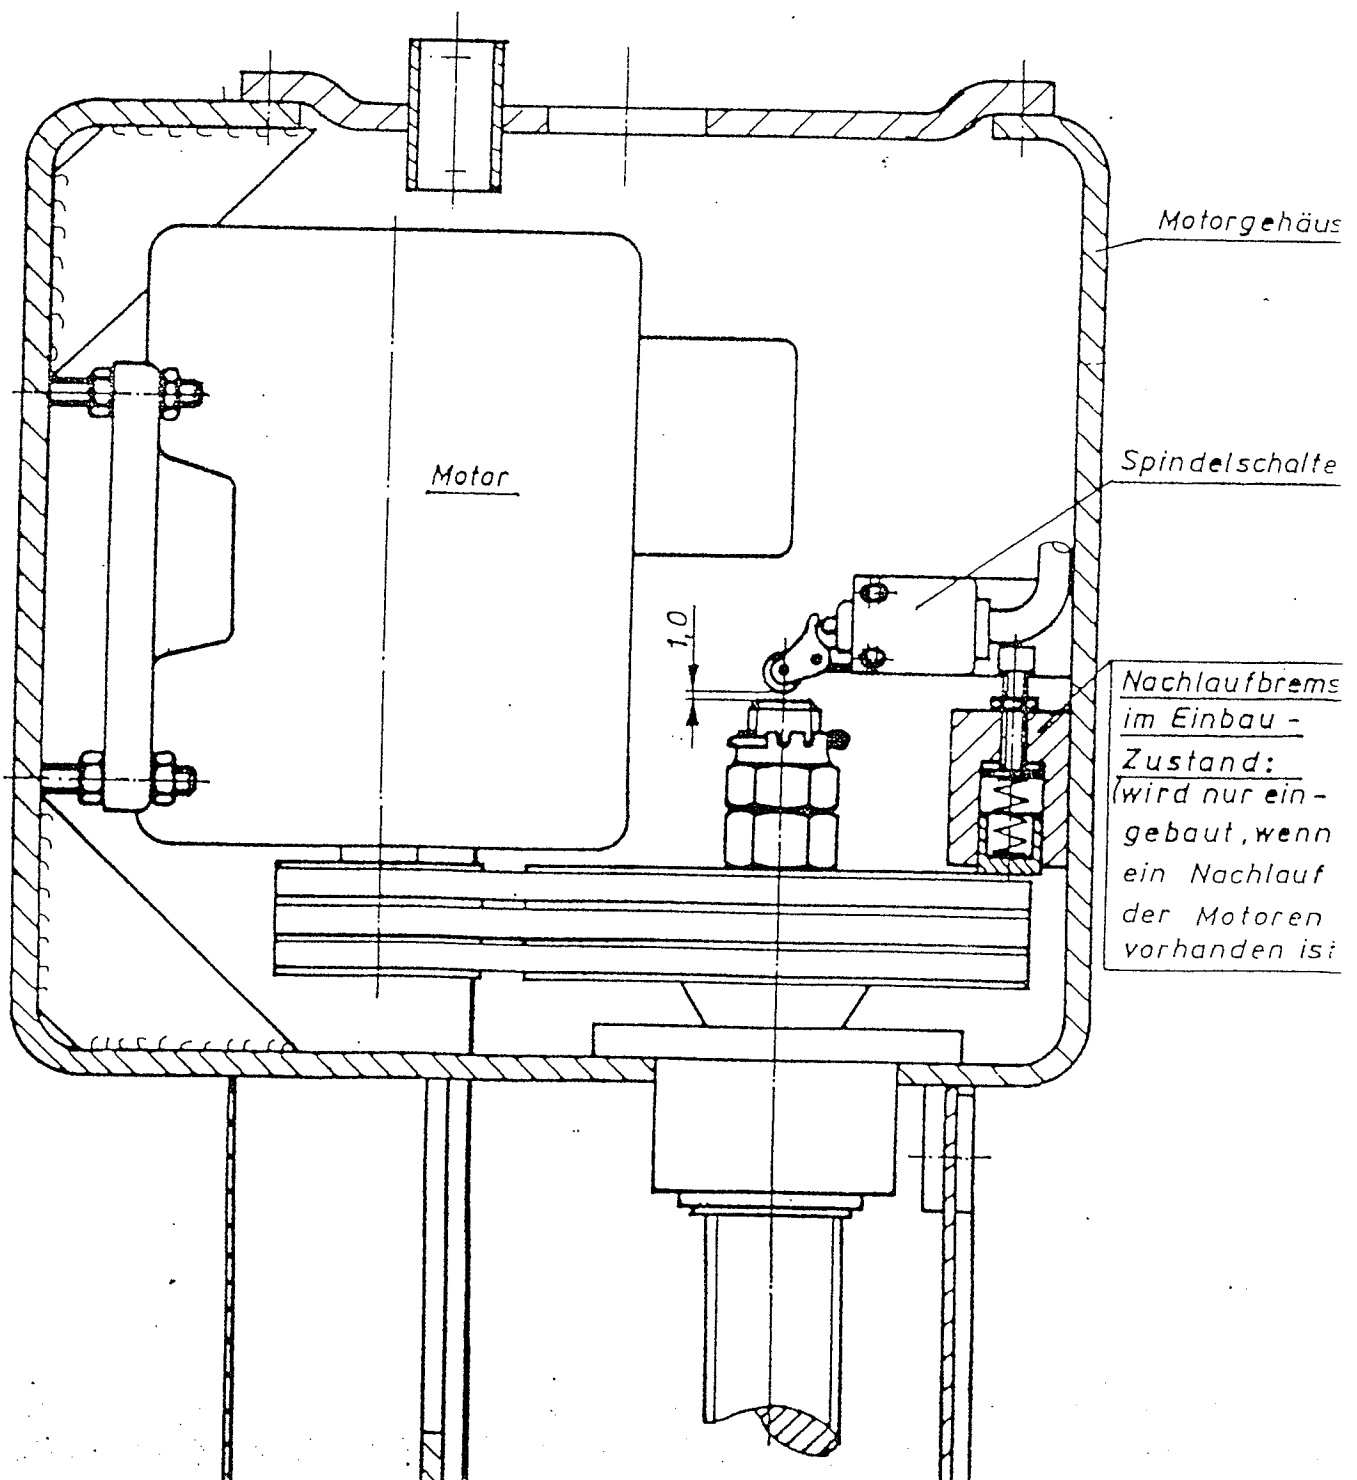 Motorgehäus
Motor
Spindelschalte
1,0
Nachlaufbrems
im Einbau -
Zustand:
(wird nur ein-
gebaut, wenn
ein Nachlauf
der Motoren
vorhanden ist